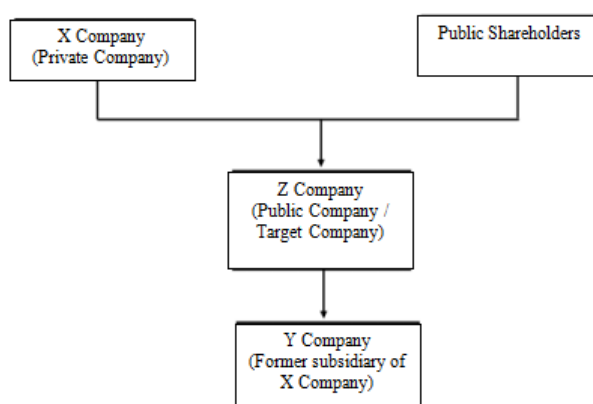 X Company
(Private Company)
Public Shareholders
Z Company
(Public Company /
Target Company)
Y Company
(Former subsidiary of
X Company)